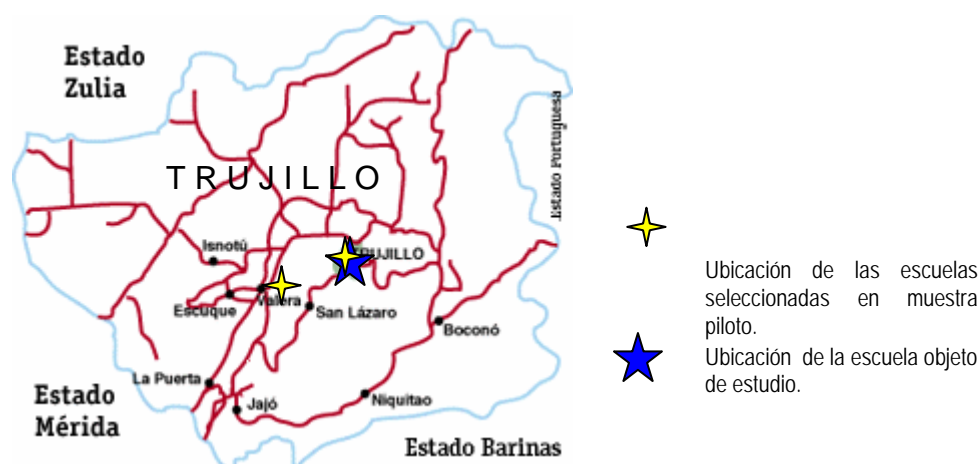 Estado
Zulia
Estado Portuguesa
TRUJILLO
Isnotú
TRUJILLO
Valera
Escuque
San Lázaro
Boconó
La Puerta
Jajó
Niquitao
Estado
Mérida
Estado Barinas
Ubicación de las escuelas
seleccionadas en muestra
piloto.
Ubicación de la escuela objeto
de estudio.